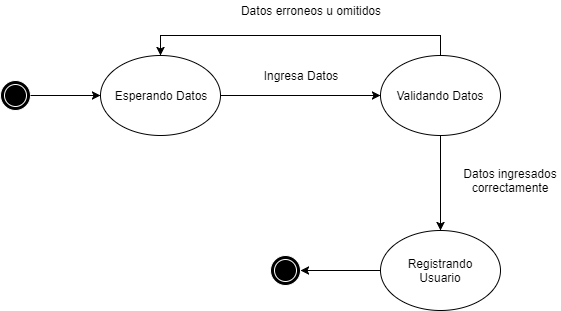 Datos erroneos u omitidos
Ingresa Datos
Esperando Datos
Validando Datos
Datos ingresados
correctamente
Registrando
Usuario